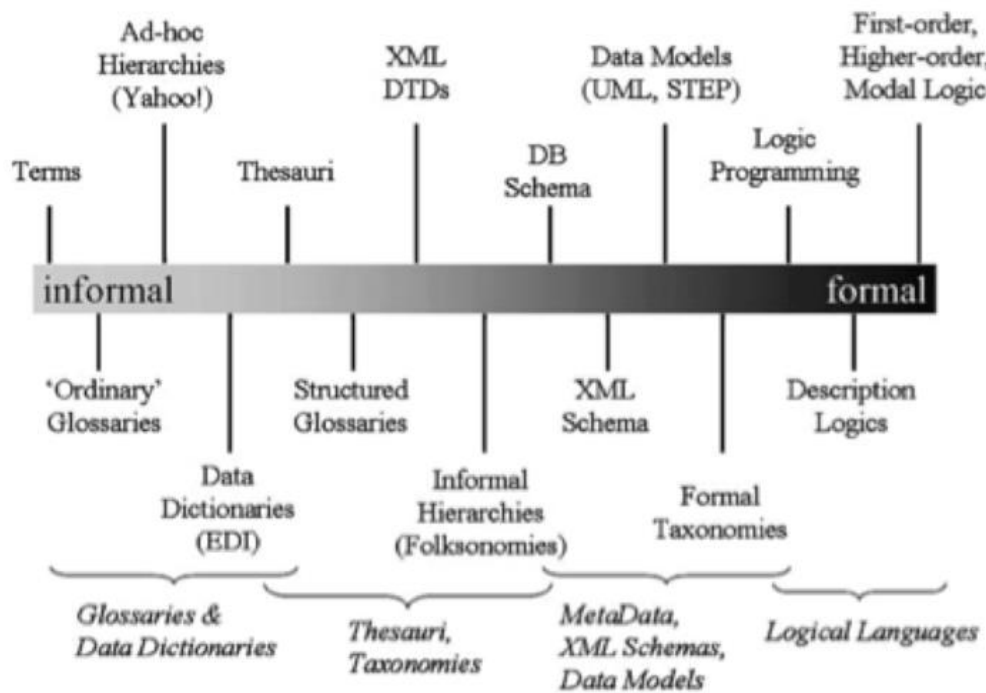 Ad-hoc
Hierarchies
(Yahoo!)
XML
DTDs
Data Models
(UML, STEP)
First-order,
Higher-order,
Modal Logic
Terms
Thesauri
DB
Schema
Logic
Programming
informal
formal
‘Ordinary’
Glossaries
Structured
Glossaries
XML
Schema
Description
Logics
Data
Dictionaries
(EDI)
Informal
Hierarchies
(Folksonomies)
Formal
Taxonomies
Glossaries &
Data Dictionaries
Thesauri,
Taxonomies
MetaData,
XML Schemas,
Data Models
Logical Languages